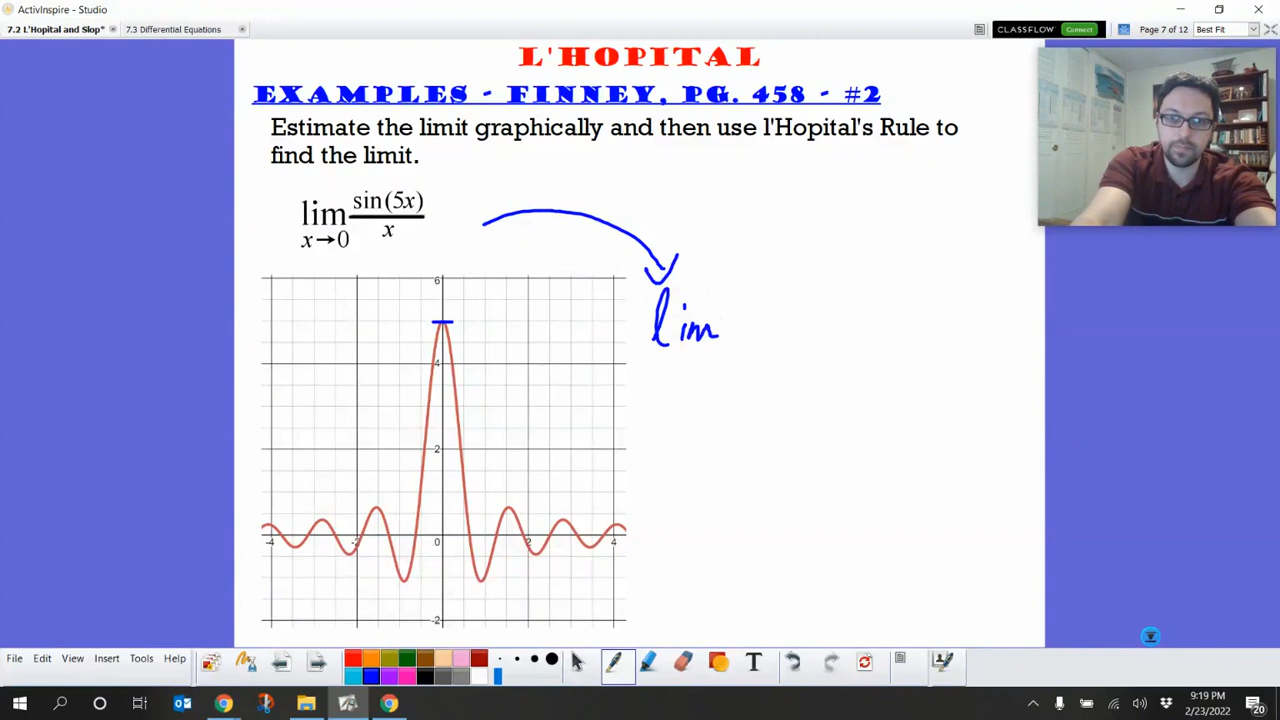 ActivInspire - Studio
7.2 L'Hopital and Slop* 7.3 Differential Equations
CLASSFLOW Connect Page 7 of 12 Best Fit
L'HOPITAL
EXAMPLES - FINNEY, PG. 458 - #2
Estimate the limit graphically and then use l'Hopital's Rule to
find the limit.
lim x→0 sin(5x)/x
lim
6
4
2
-4 -2 0 2 4
-2
File Edit View Insert Tools Help
T
9:19 PM
2/23/2022
20